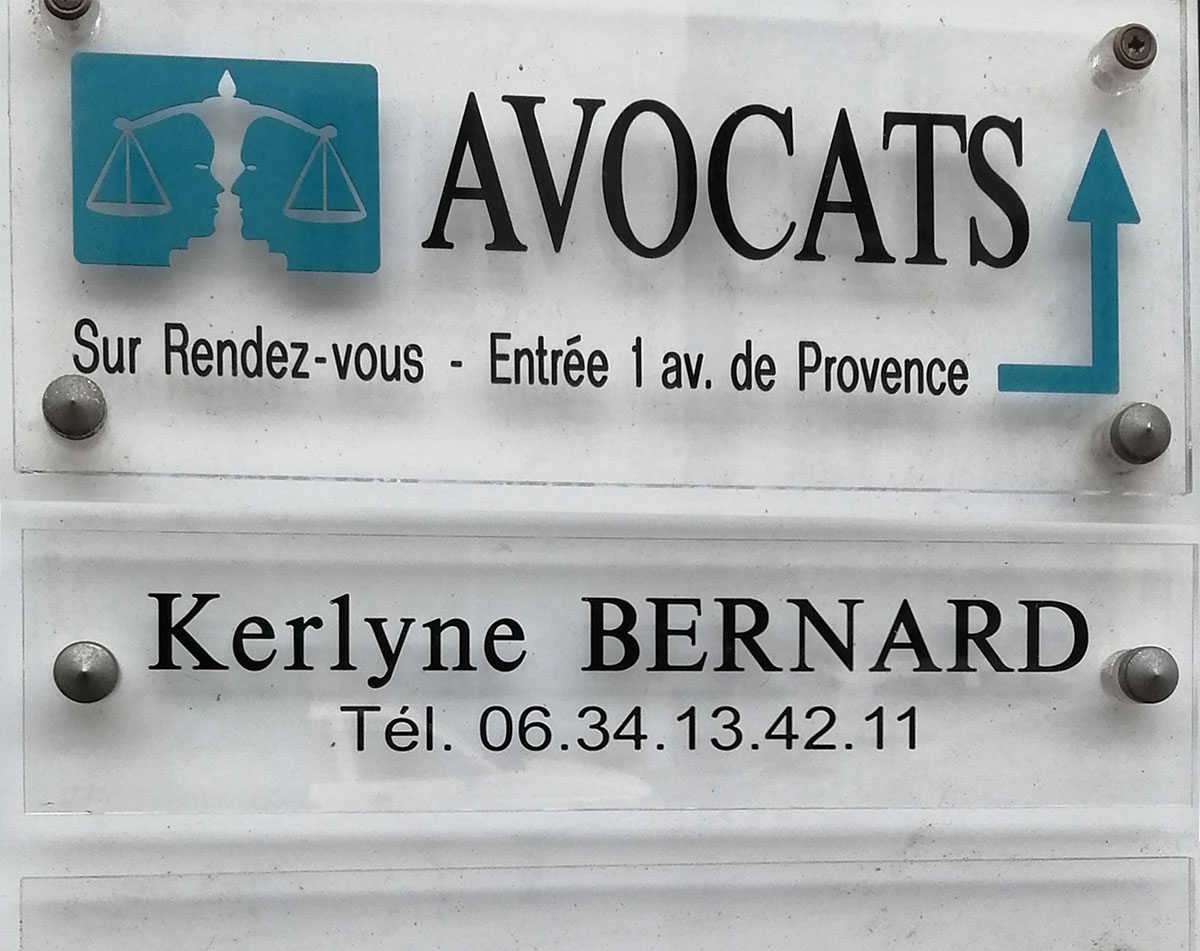 AVOCATS
Sur Rendez-vous - Entrée 1 av. de Provence
Kerlyne BERNARD
Tél. 06.34.13.42.11